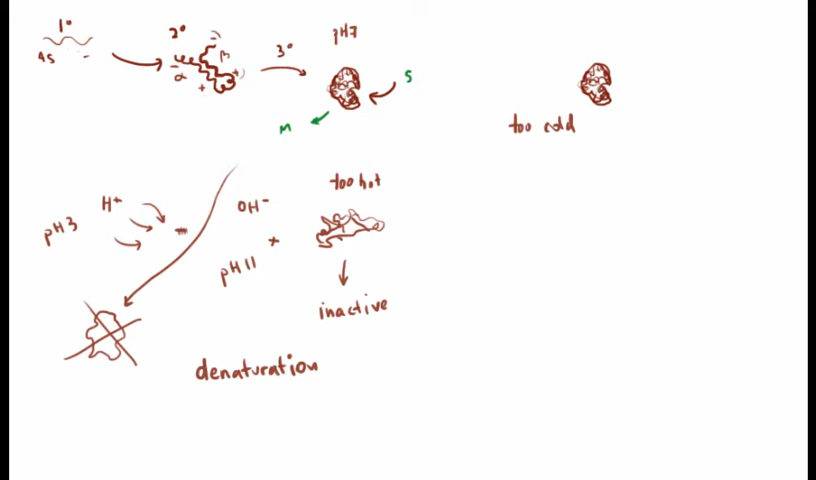 1°
2°
3°
pH7
As
-
-
α
β
-
+
+
S
M
too cold
too hot
pH3
H+
-
OH-
pH11
+
inactive
denaturation